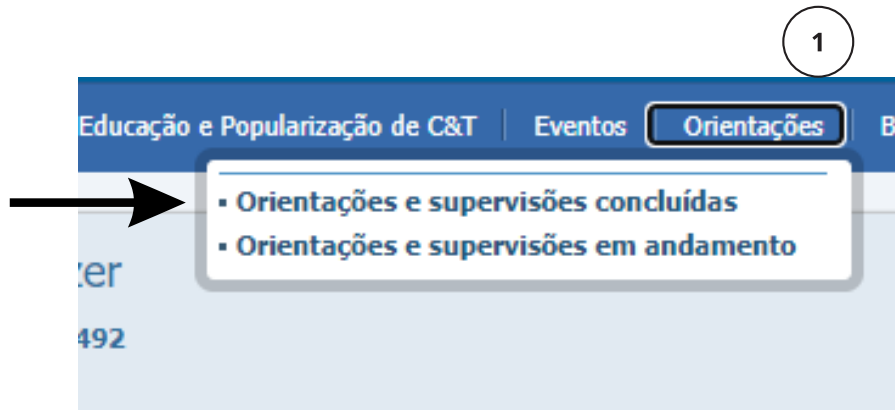 1
Educação e Popularização de C&T Eventos Orientações B
▪ Orientações e supervisões concluídas
▪ Orientações e supervisões em andamento
zer
492